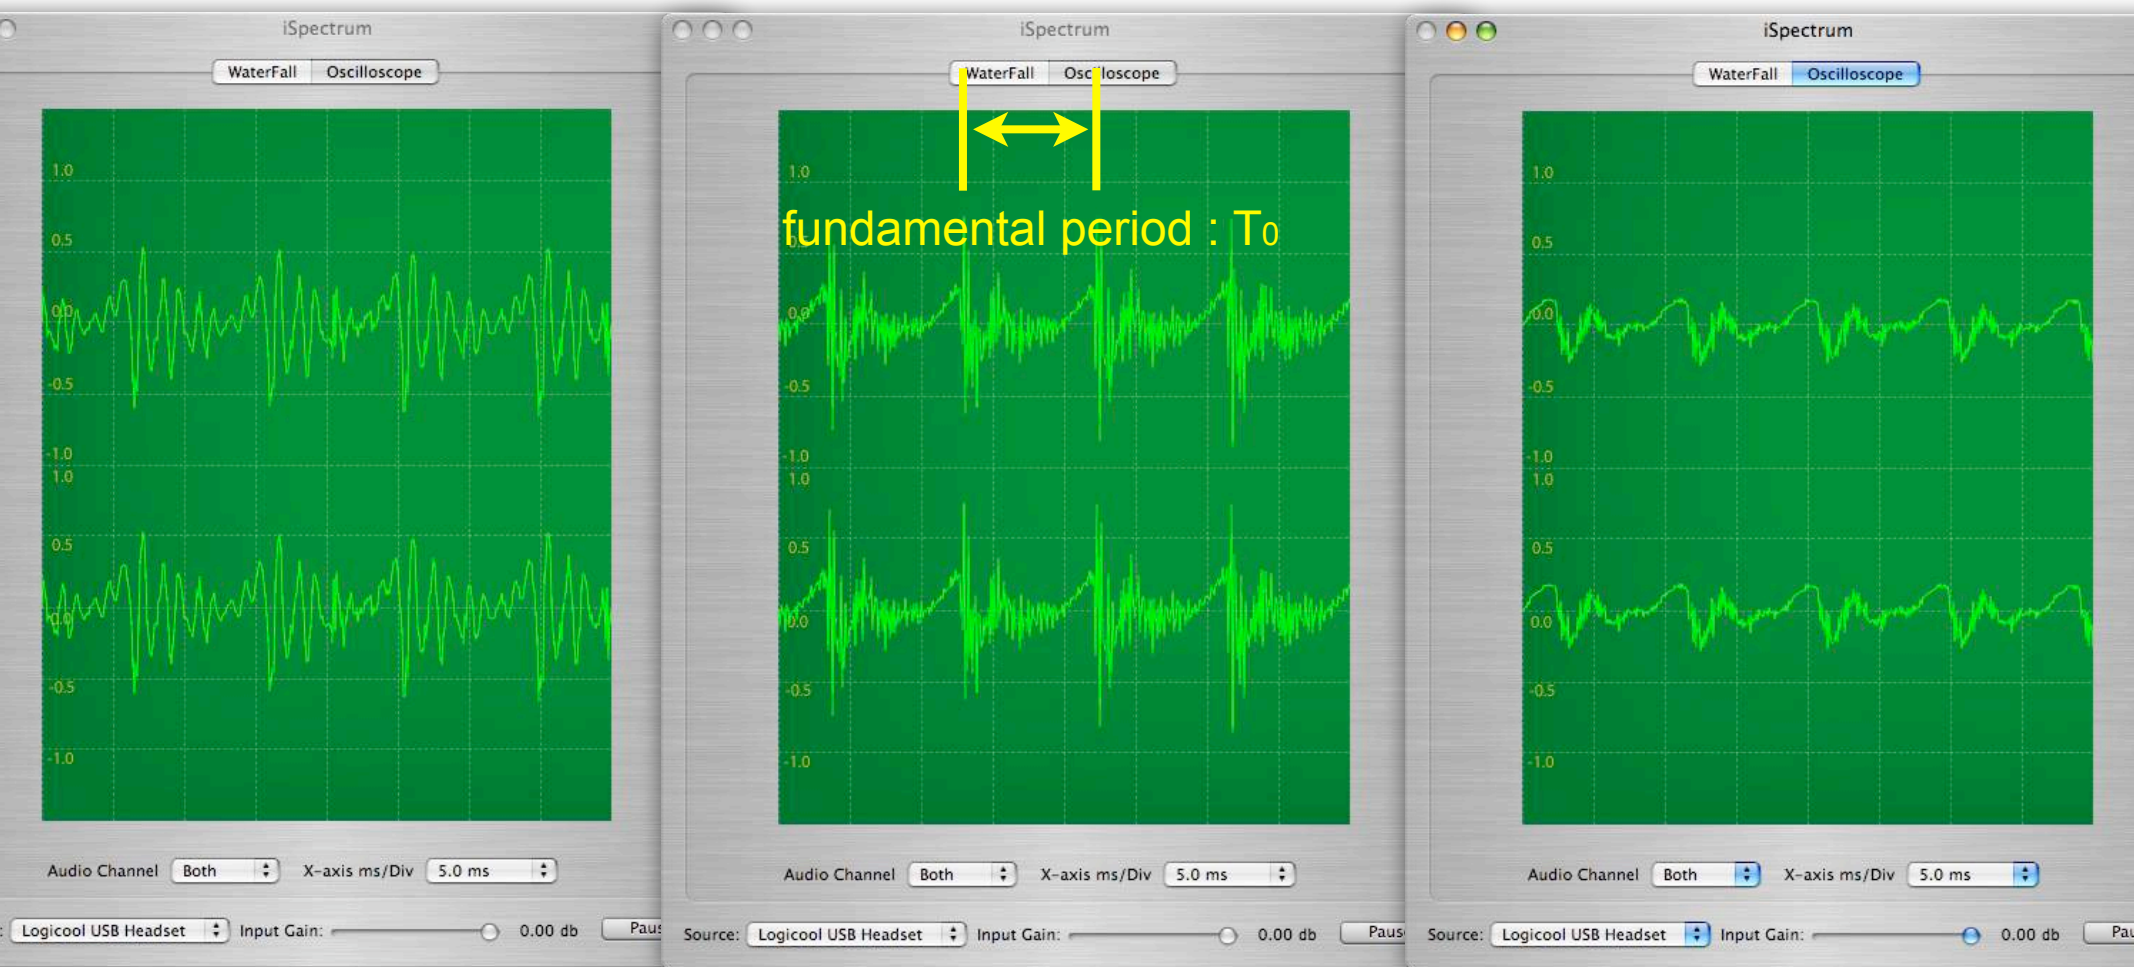 iSpectrum
WaterFall Oscilloscope
1.0
0.5
0.0
-0.5
-1.0
1.0
0.5
0.0
-0.5
-1.0
Audio Channel Both X-axis ms/Div 5.0 ms
: Logicool USB Headset Input Gain: 0.00 db Paus
iSpectrum
WaterFall Oscilloscope
1.0
fundamental period : T0
0.5
0.0
-0.5
-1.0
1.0
0.5
0.0
-0.5
-1.0
Audio Channel Both X-axis ms/Div 5.0 ms
Source: Logicool USB Headset Input Gain: 0.00 db Paus
iSpectrum
WaterFall Oscilloscope
1.0
0.5
0.0
-0.5
-1.0
1.0
0.5
0.0
-0.5
-1.0
Audio Channel Both X-axis ms/Div 5.0 ms
Source: Logicool USB Headset Input Gain: 0.00 db Pau